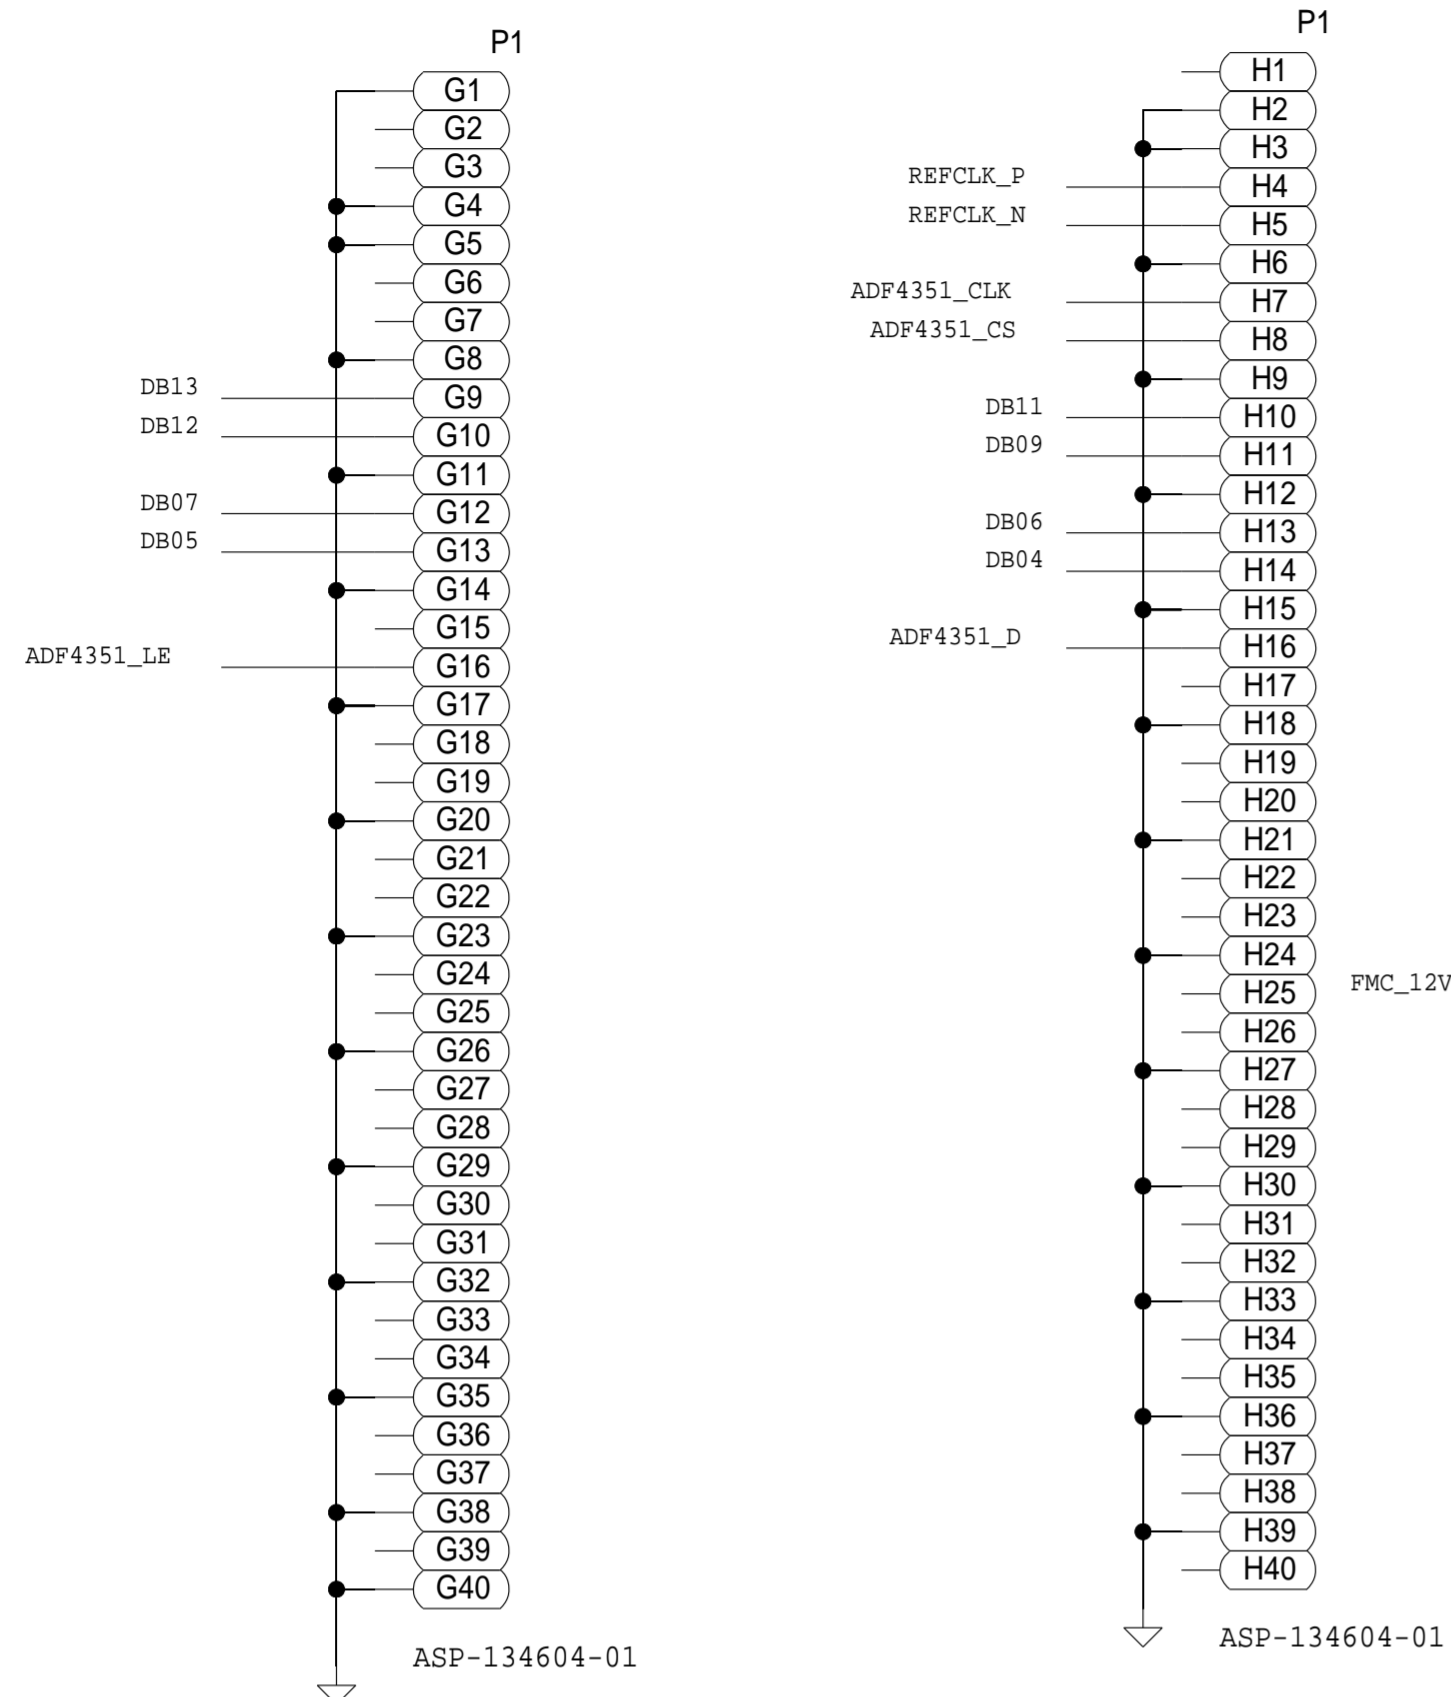 P1
G1
G2
G3
G4
G5
G6
G7
G8
DB13 G9
DB12 G10
G11
DB07 G12
DB05 G13
G14
G15
ADF4351_LE G16
G17
G18
G19
G20
G21
G22
G23
G24
G25
G26
G27
G28
G29
G30
G31
G32
G33
G34
G35
G36
G37
G38
G39
G40
ASP-134604-01
P1
H1
H2
H3
REFCLK_P H4
REFCLK_N H5
H6
ADF4351_CLK H7
ADF4351_CS H8
H9
DB11 H10
DB09 H11
H12
DB06 H13
DB04 H14
H15
ADF4351_D H16
H17
H18
H19
H20
H21
H22
H23
H24
H25 FMC_12V
H26
H27
H28
H29
H30
H31
H32
H33
H34
H35
H36
H37
H38
H39
H40
ASP-134604-01